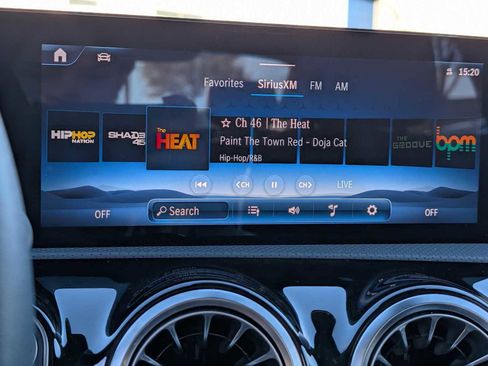 15:20
Favorites SiriusXM FM AM
HIPHOP NATION
SHADE 45
The HEAT
☆ Ch 46 | The Heat
Paint The Town Red - Doja Cat
Hip-Hop/R&B
THE GROOVE
bpm
CH
CH
LIVE
OFF
Search
OFF